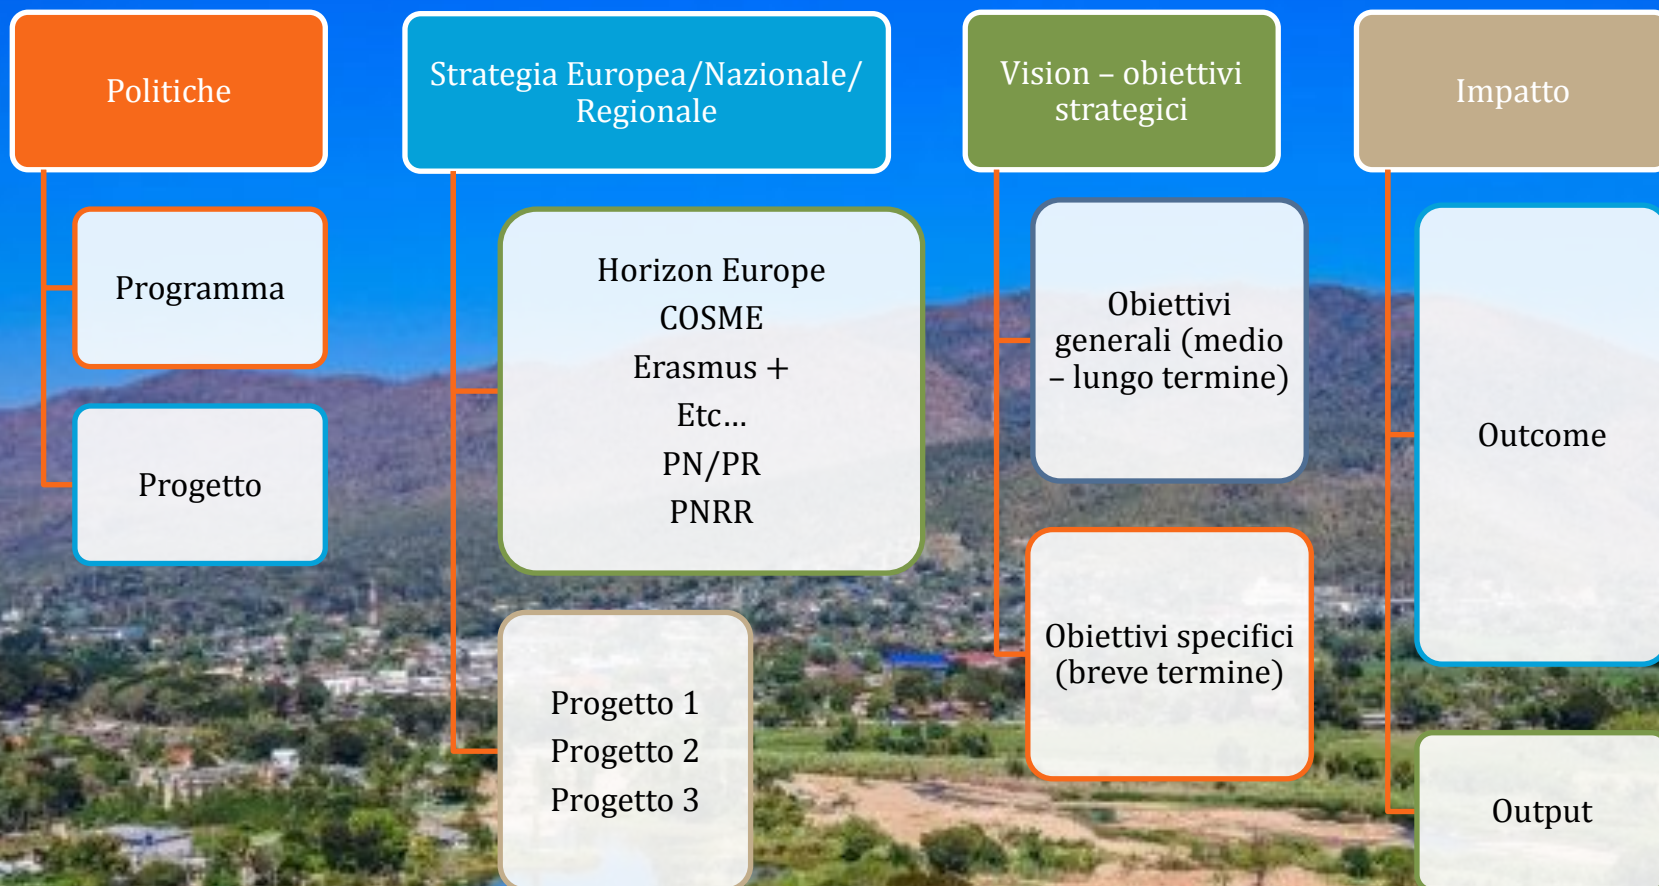 Politiche
Programma
Progetto
Strategia Europea/Nazionale/
Regionale
Horizon Europe
COSME
Erasmus +
Etc…
PN/PR
PNRR
Progetto 1
Progetto 2
Progetto 3
Vision – obiettivi
strategici
Obiettivi
generali (medio
– lungo termine)
Obiettivi specifici
(breve termine)
Impatto
Outcome
Output